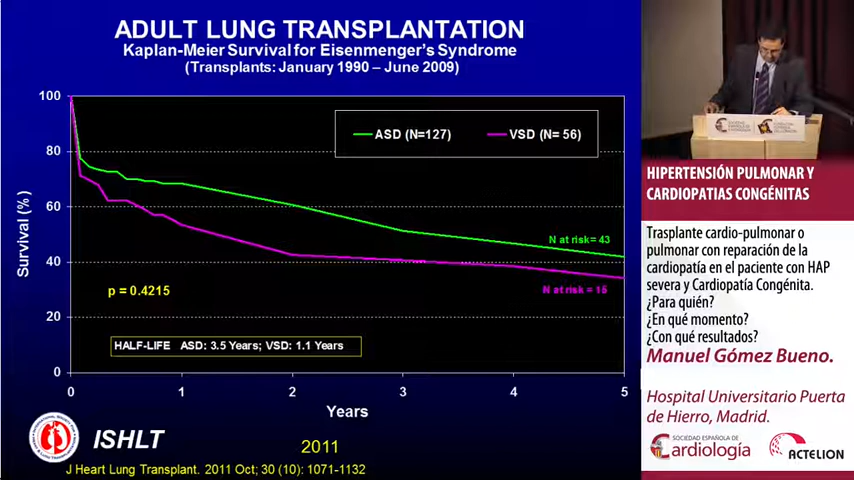 ADULT LUNG TRANSPLANTATION
Kaplan-Meier Survival for Eisenmenger's Syndrome
(Transplants: January 1990 – June 2009)
100
80
60
40
20
0
Survival (%)
ASD (N=127)
VSD (N= 56)
N at risk= 43
N at risk = 15
p = 0.4215
HALF-LIFE ASD: 3.5 Years; VSD: 1.1 Years
0 1 2 3 4 5
Years
ISHLT
2011
J Heart Lung Transplant. 2011 Oct; 30 (10): 1071-1132
HIPERTENSIÓN PULMONAR Y
CARDIOPATIAS CONGÉNITAS
Trasplante cardio-pulmonar o
pulmonar con reparación de la
cardiopatía en el paciente con HAP
severa y Cardiopatía Congénita.
¿Para quién?
¿En qué momento?
¿Con qué resultados?
Manuel Gómez Bueno.
Hospital Universitario Puerta
de Hierro, Madrid.
SOCIEDAD ESPAÑOLA DE
Cardiología
ACTELION